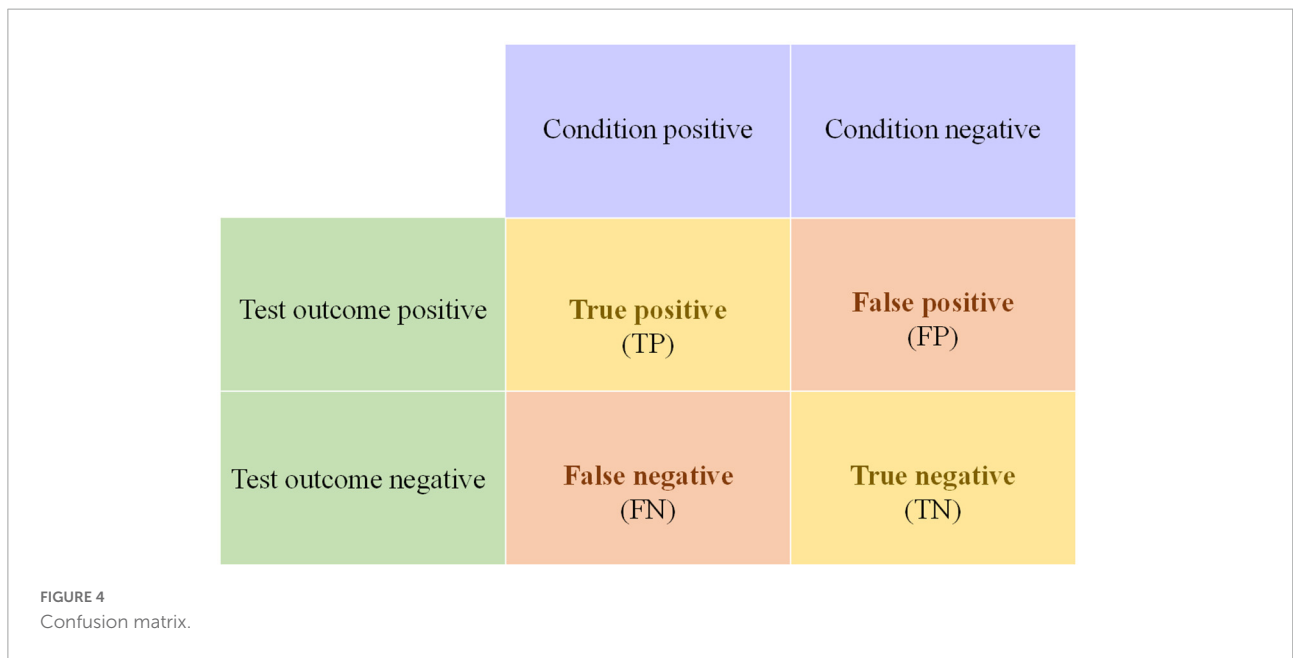 Condition positive
Condition negative
Test outcome positive
True positive
(TP)
False positive
(FP)
Test outcome negative
False negative
(FN)
True negative
(TN)
FIGURE 4
Confusion matrix.